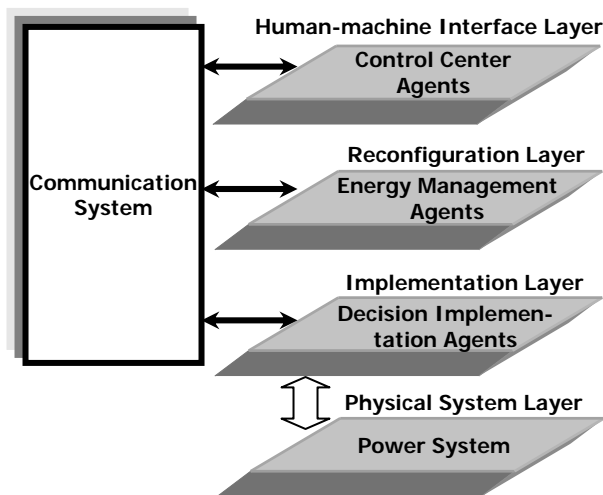 Human-machine Interface Layer
Control Center
Agents
Reconfiguration Layer
Communication
System
Energy Management
Agents
Implementation Layer
Decision Implemen-
tation Agents
Physical System Layer
Power System